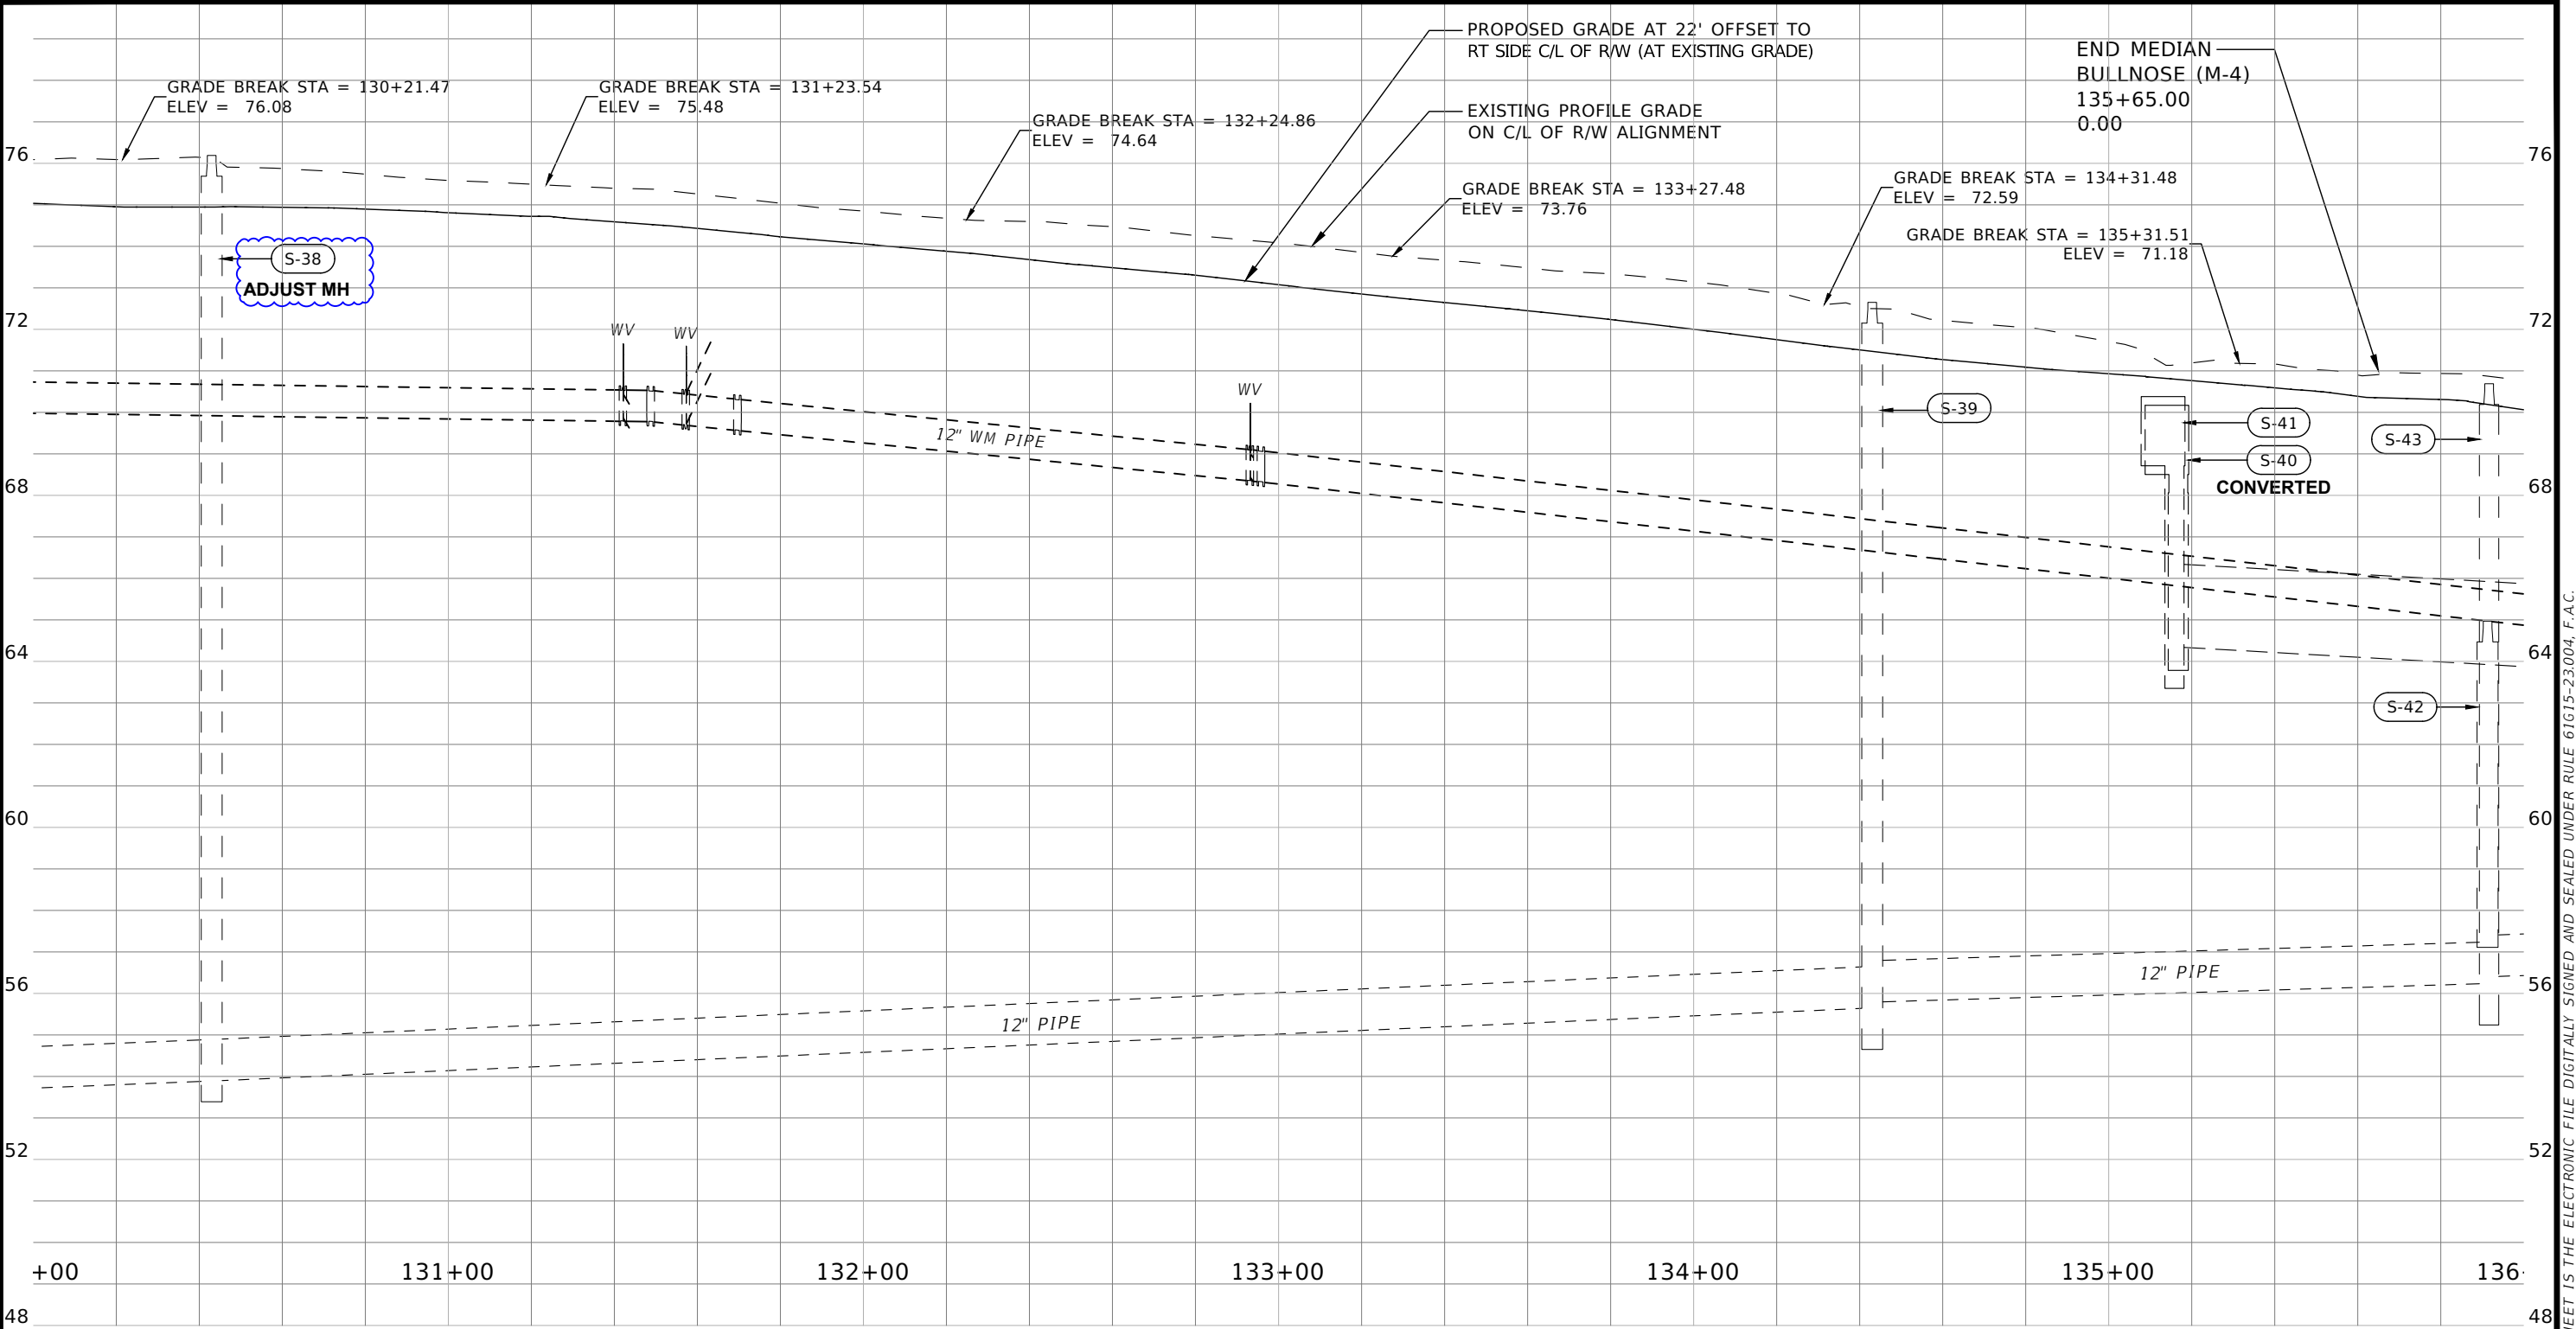 PROPOSED GRADE AT 22' OFFSET TO
RT SIDE C/L OF R/W (AT EXISTING GRADE)
END MEDIAN
BULLNOSE (M-4)
135+65.00
0.00
GRADE BREAK STA = 130+21.47
ELEV = 76.08
GRADE BREAK STA = 131+23.54
ELEV = 75.48
EXISTING PROFILE GRADE
ON C/L OF R/W ALIGNMENT
GRADE BREAK STA = 132+24.86
ELEV = 74.64
76
76
GRADE BREAK STA = 133+27.48
ELEV = 73.76
GRADE BREAK STA = 134+31.48
ELEV = 72.59
GRADE BREAK STA = 135+31.51
ELEV = 71.18
S-38
ADJUST MH
72
72
WV
WV
WV
S-39
S-41
S-43
12" WM PIPE
S-40
CONVERTED
68
68
64
64
S-42
60
60
56
56
12" PIPE
12" PIPE
52
52
+00
131+00
132+00
133+00
134+00
135+00
136
48
48
EET IS THE ELECTRONIC FILE DIGITALLY SIGNED AND SEALED UNDER RULE 61G15-23.004, F.A.C.